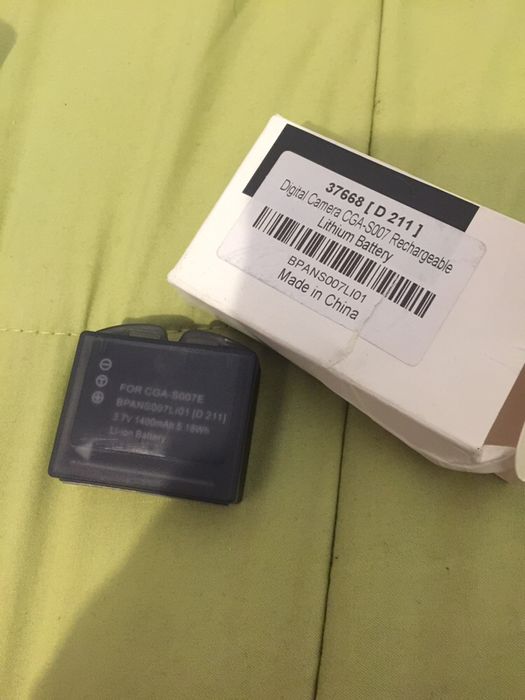 37668 [ D 211 ]
Digital Camera CGA-S007 Rechargeable
Lithium Battery
BPANS007LI01
Made in China
FOR CGA-S007E
BPANS007LI01 [D 211]
3.7V 1400mAh 5.18Wh
Li-ion Battery